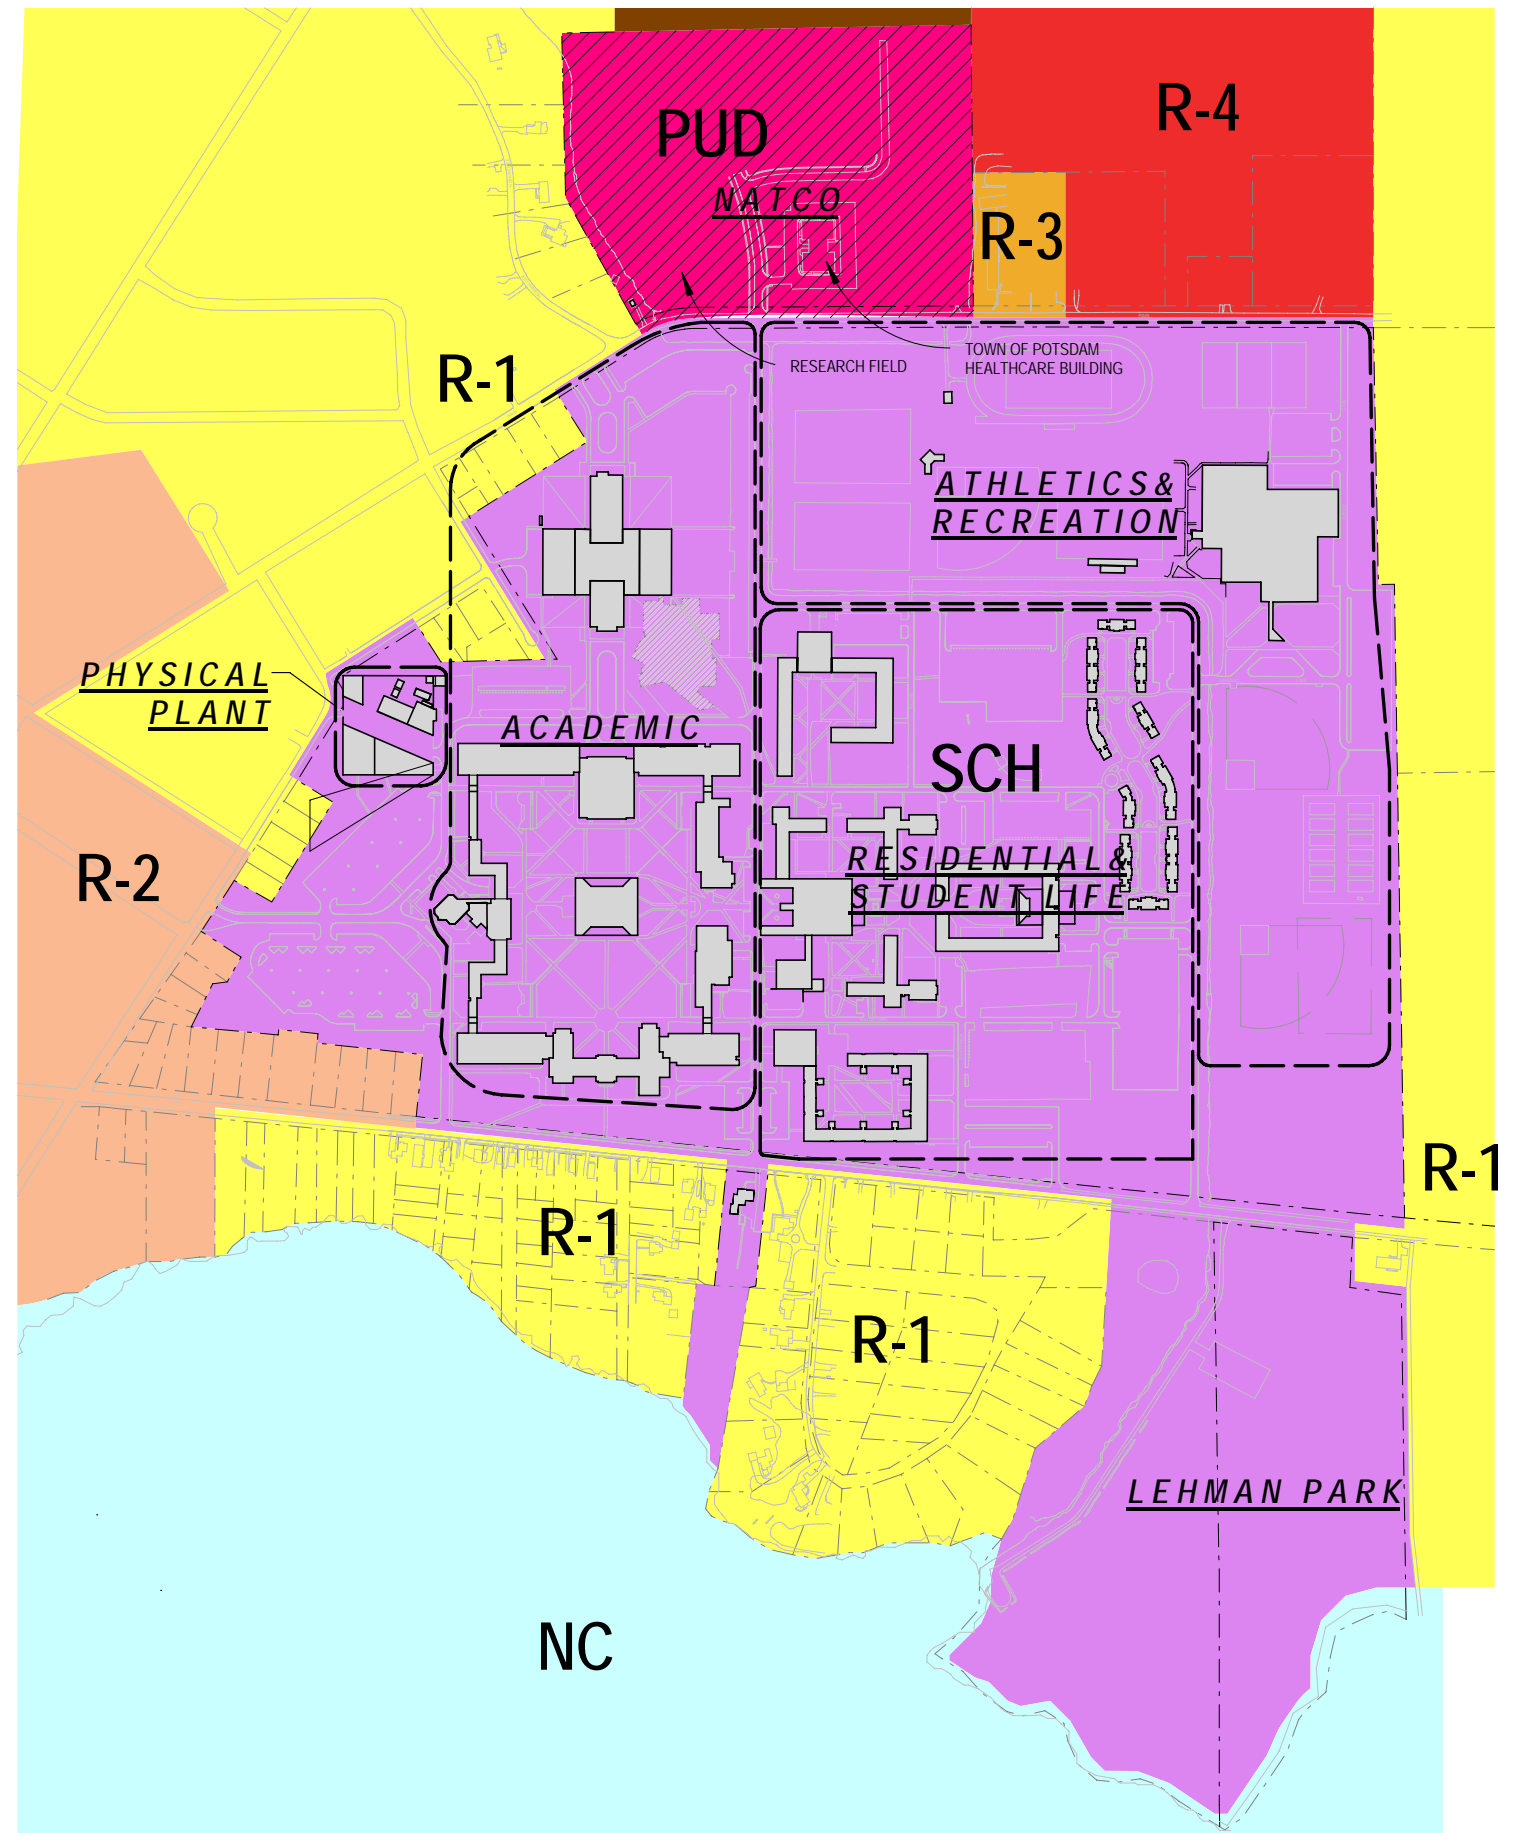 PUD
R-4
NATCO
R-3
RESEARCH FIELD
TOWN OF POTSDAM
HEALTHCARE BUILDING
R-1
ATHLETICS&
RECREATION
PHYSICAL
PLANT
ACADEMIC
SCH
R-2
RESIDENTIAL&
STUDENT LIFE
R-1
R-1
R-1
LEHMAN PARK
NC